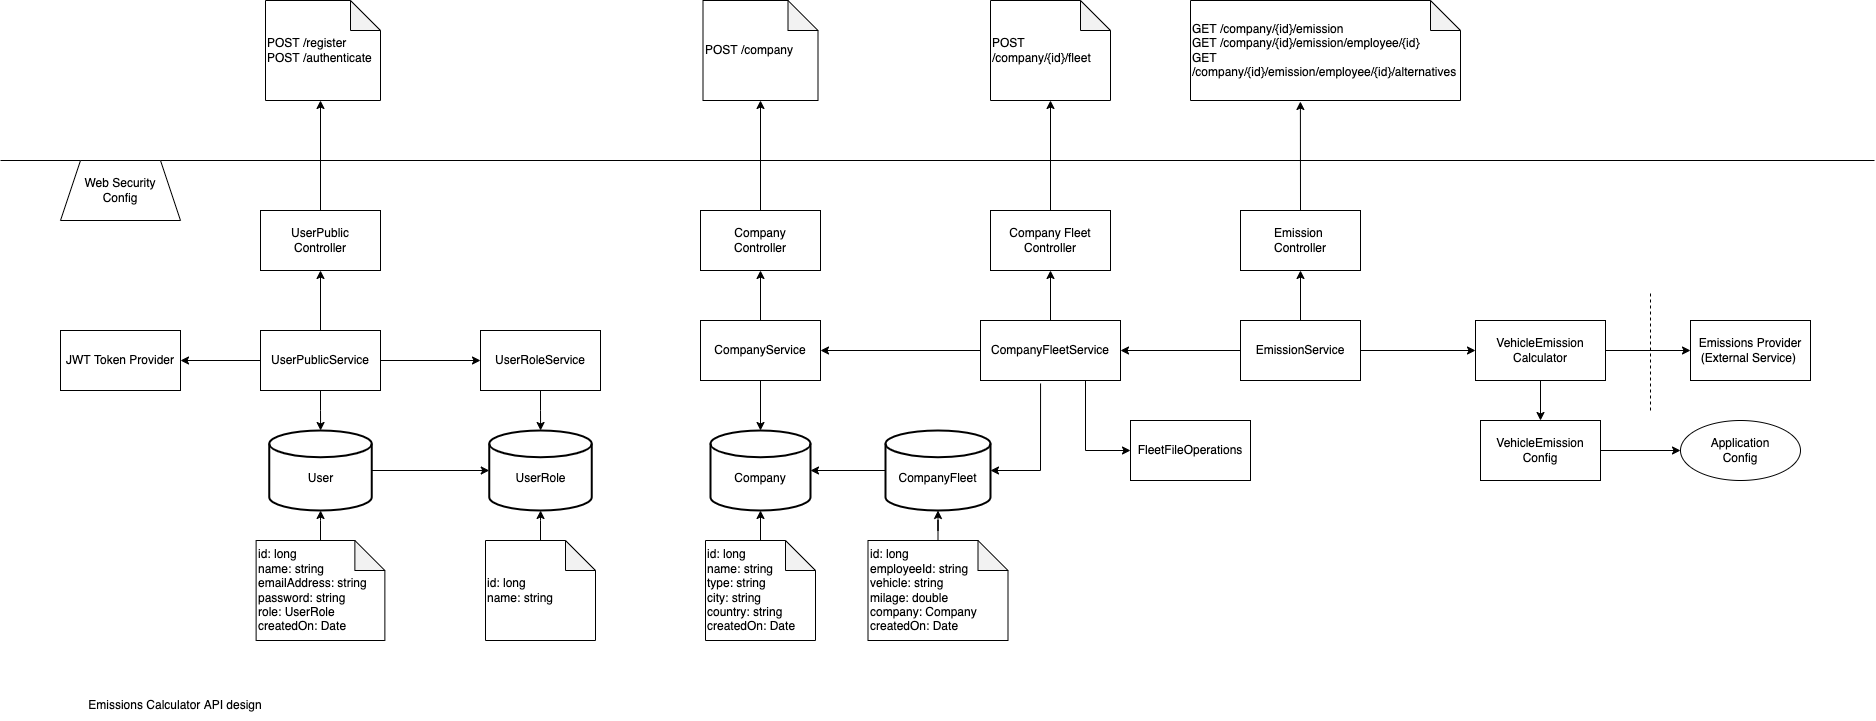 POST /register
POST /authenticate
POST /company
POST
/company/{id}/fleet
GET /company/{id}/emission
GET /company/{id}/emission/employee/{id}
GET
/company/{id}/emission/employee/{id}/alternatives
Web Security
Config
UserPublic
Controller
Company
Controller
Company Fleet
Controller
Emission
Controller
JWT Token Provider
UserPublicService
UserRoleService
CompanyService
CompanyFleetService
EmissionService
VehicleEmission
Calculator
Emissions Provider
(External Service)
User
UserRole
Company
CompanyFleet
FleetFileOperations
VehicleEmission
Config
Application
Config
id: long
name: string
emailAddress: string
password: string
role: UserRole
createdOn: Date
id: long
name: string
id: long
name: string
type: string
city: string
country: string
createdOn: Date
id: long
employeeId: string
vehicle: string
milage: double
company: Company
createdOn: Date
Emissions Calculator API design